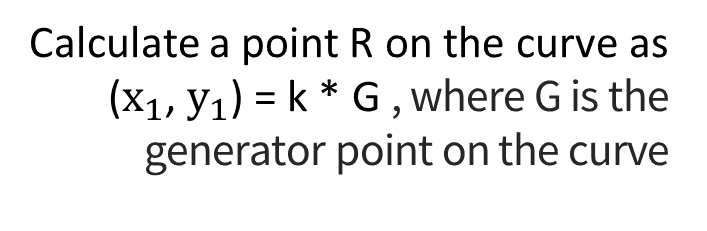 Calculate a point R on the curve as
(x₁, y₁) = k * G , where G is the
generator point on the curve